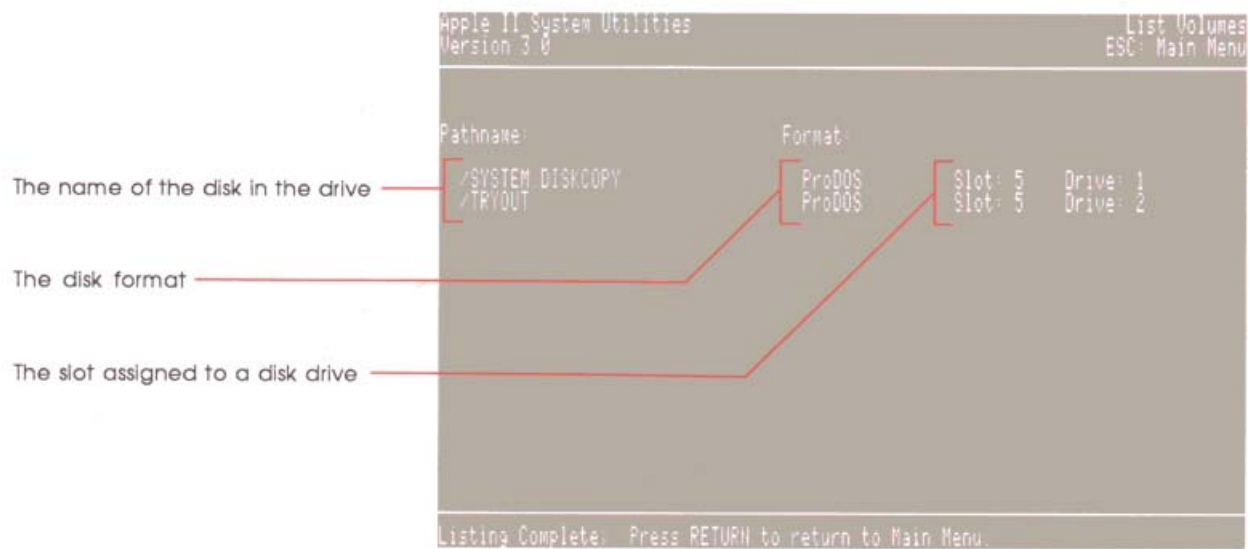 Apple II System Utilities List Volumes
Version 3.0 ESC: Main Menu
Pathname: Format:
The name of the disk in the drive /SYSTEM.DISKCOPY ProDOS Slot: 5 Drive: 1
/TRYOUT ProDOS Slot: 5 Drive: 2
The disk format
The slot assigned to a disk drive
Listing Complete; Press RETURN to return to Main Menu.